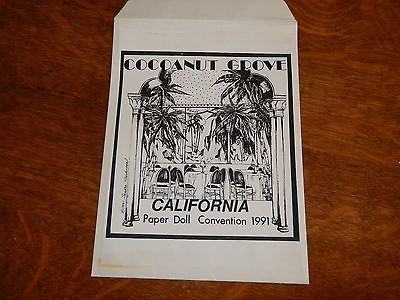 COCOANUT GROVE
CALIFORNIA
Paper Doll Convention 1991